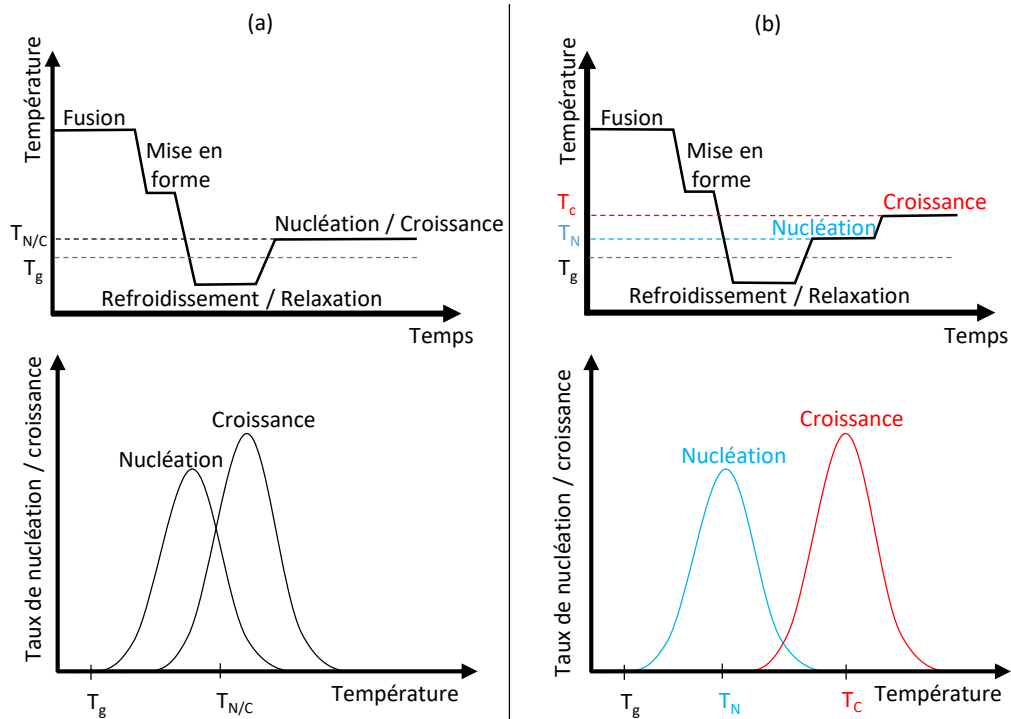 (a)
Température
Fusion
Mise en
forme
Nucléation / Croissance
T_N/C
T_g
Refroidissement / Relaxation
Temps
Taux de nucléation / croissance
Croissance
Nucléation
T_g
T_N/C
Température
(b)
Température
Fusion
Mise en
forme
Croissance
T_c
Nucléation
T_N
T_g
Refroidissement / Relaxation
Temps
Taux de nucléation / croissance
Croissance
Nucléation
T_g
T_N
T_C
Température